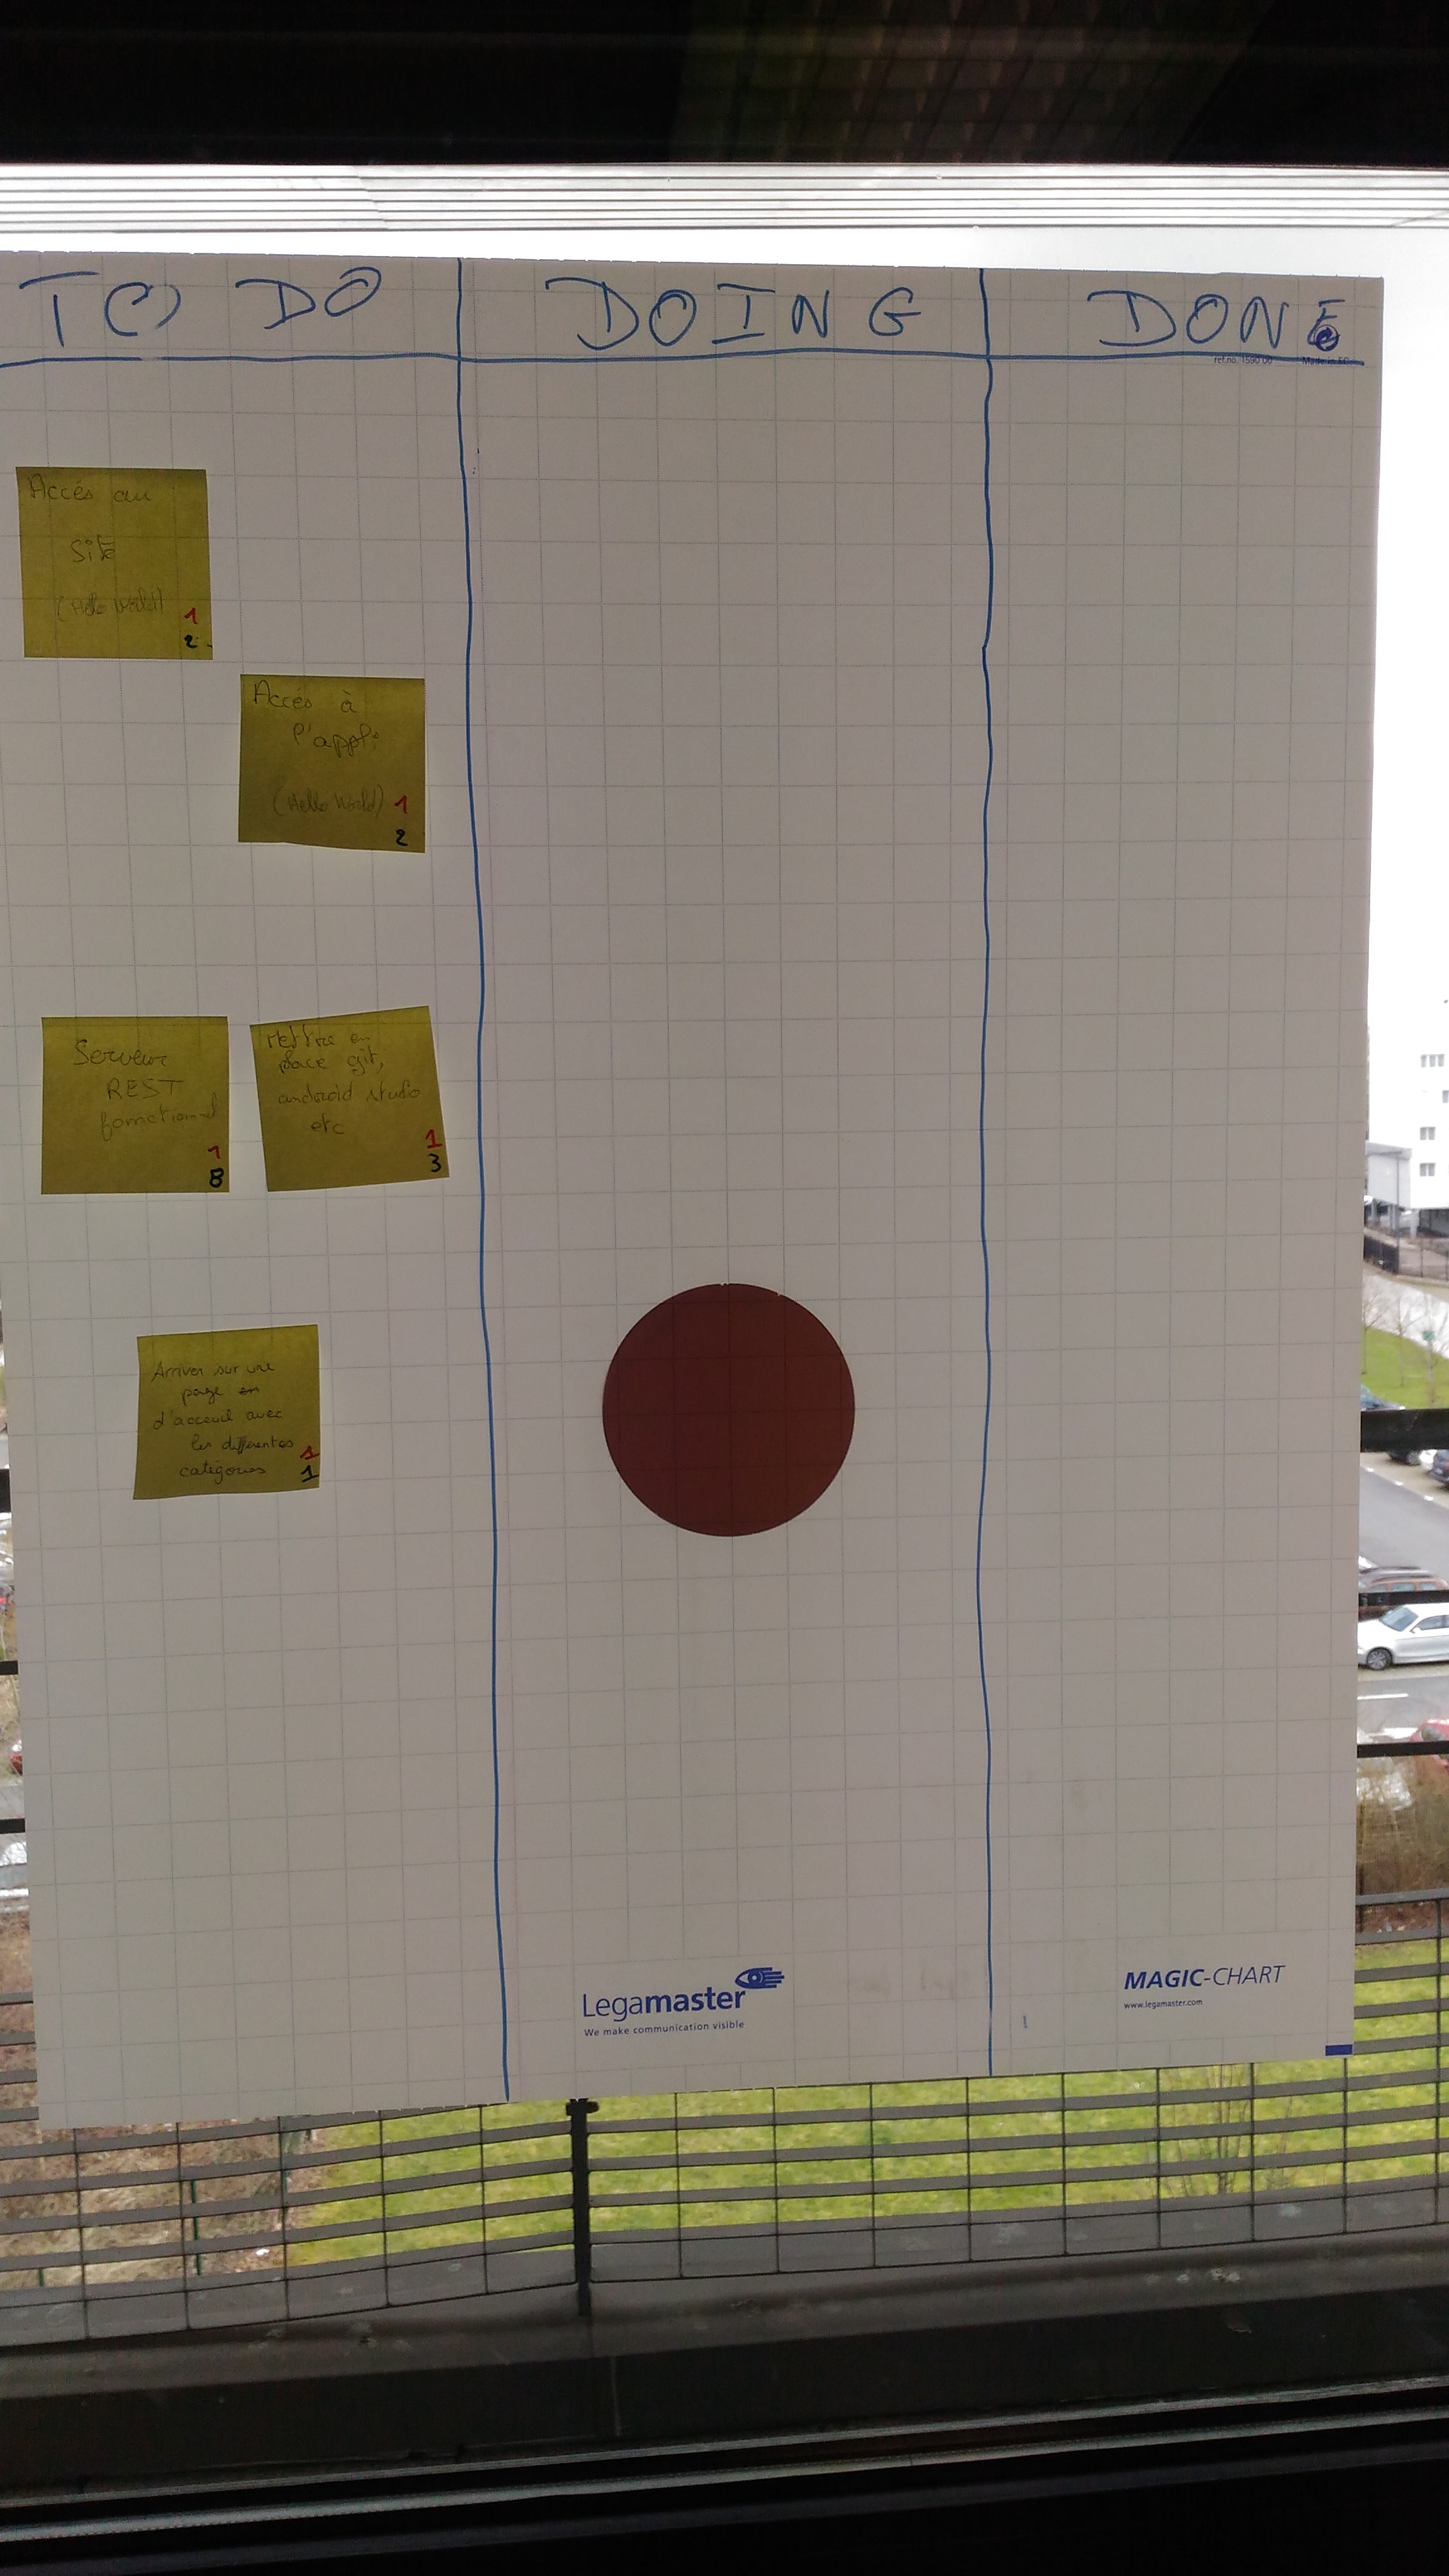 TO DO
DOING
DONE
ref.no. 1550 00
Made in EC
Accés au
Site
(Hello World)
1
2
Accés à
l'appli
(Hello World)
1
2
Serveur
REST
fonctionnel
1
8
Mettre en
place git,
android studio
etc
1
3
Arriver sur une
page en
d'acceuil avec
les differentes
catégories
1
1
Legamaster
We make communication visible
MAGIC-CHART
www.legamaster.com